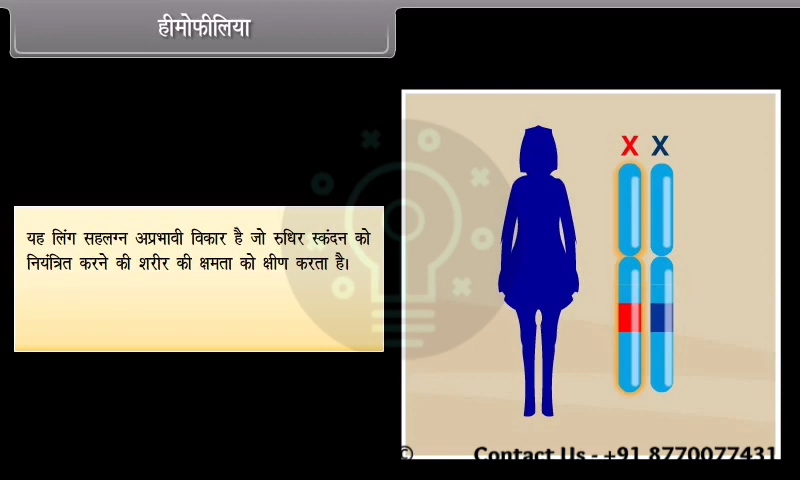 हीमोफीलिया
X X
यह लिंग सहलग्न अप्रभावी विकार है जो रुधिर स्कंदन को
नियंत्रित करने की शरीर की क्षमता को क्षीण करता है।
© Contact Us - +91 8770077431